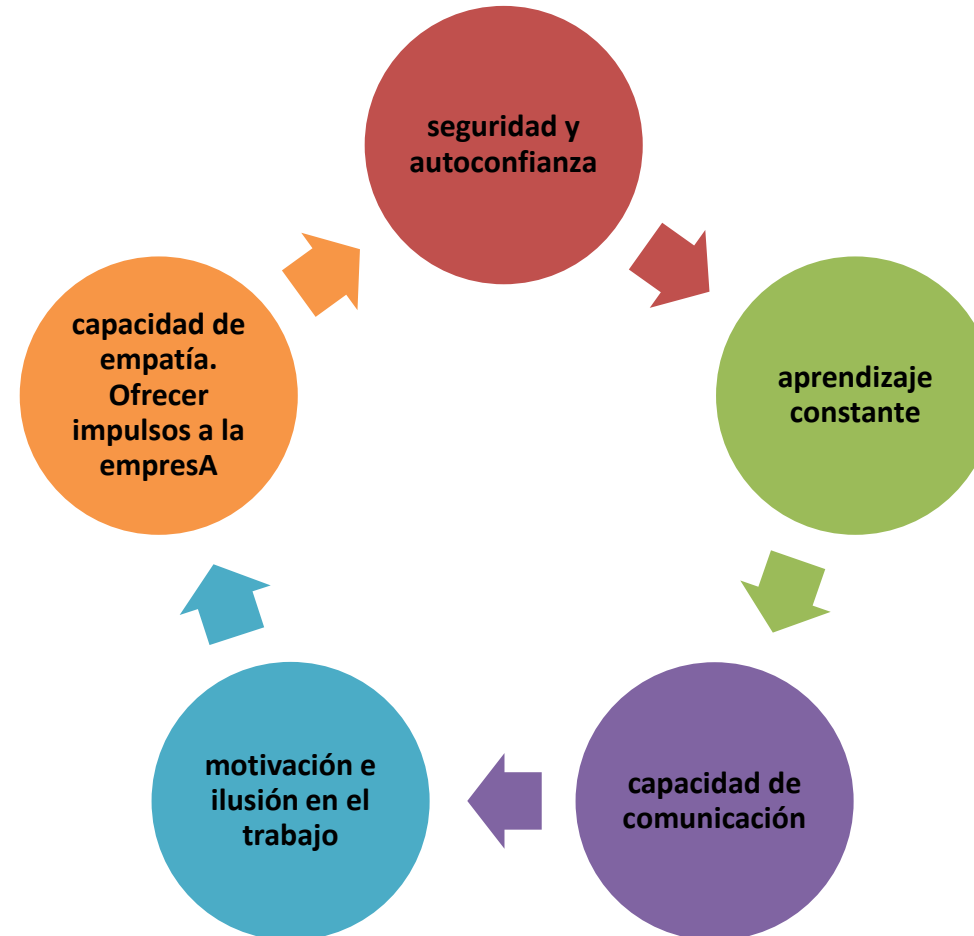 seguridad y
autoconfianza
aprendizaje
constante
capacidad de
comunicación
motivación e
ilusión en el
trabajo
capacidad de
empatía.
Ofrecer
impulsos a la
empresA